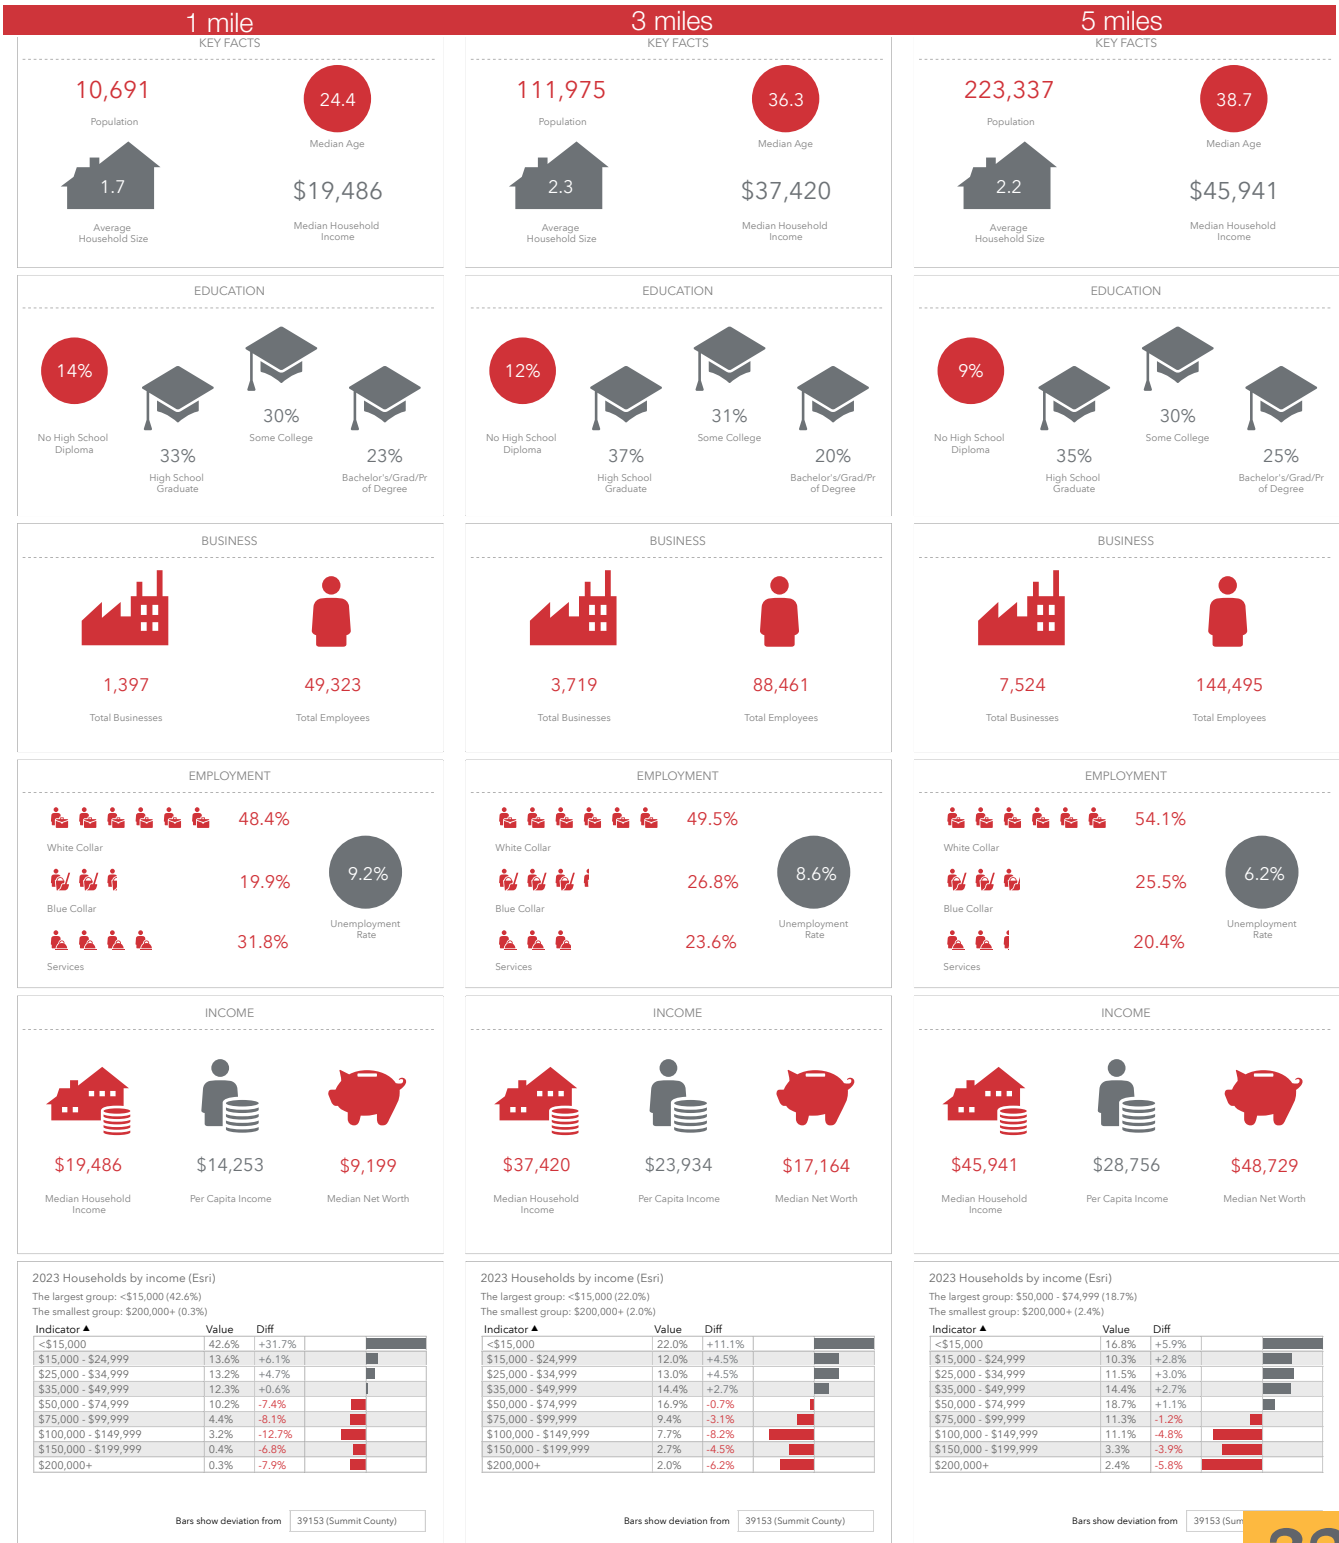 1 mile
KEY FACTS
10,691
Population
24.4
Median Age
1.7
Average
Household Size
$19,486
Median Household
Income
EDUCATION
14%
No High School
Diploma
33%
High School
Graduate
30%
Some College
23%
Bachelor's/Grad/Pr
of Degree
BUSINESS
1,397
Total Businesses
49,323
Total Employees
EMPLOYMENT
48.4%
White Collar
19.9%
Blue Collar
31.8%
Services
9.2%
Unemployment
Rate
INCOME
$19,486
Median Household
Income
$14,253
Per Capita Income
$9,199
Median Net Worth
2023 Households by income (Esri)
The largest group: <$15,000 (42.6%)
The smallest group: $200,000+ (0.3%)
Indicator ▲ Value Diff
<$15,000 42.6% +31.7%
$15,000 - $24,999 13.6% +6.1%
$25,000 - $34,999 13.2% +4.7%
$35,000 - $49,999 12.3% +0.6%
$50,000 - $74,999 10.2% -7.4%
$75,000 - $99,999 4.4% -8.1%
$100,000 - $149,999 3.2% -12.7%
$150,000 - $199,999 0.4% -6.8%
$200,000+ 0.3% -7.9%
Bars show deviation from 39153 (Summit County)
3 miles
KEY FACTS
111,975
Population
36.3
Median Age
2.3
Average
Household Size
$37,420
Median Household
Income
EDUCATION
12%
No High School
Diploma
37%
High School
Graduate
31%
Some College
20%
Bachelor's/Grad/Pr
of Degree
BUSINESS
3,719
Total Businesses
88,461
Total Employees
EMPLOYMENT
49.5%
White Collar
26.8%
Blue Collar
23.6%
Services
8.6%
Unemployment
Rate
INCOME
$37,420
Median Household
Income
$23,934
Per Capita Income
$17,164
Median Net Worth
2023 Households by income (Esri)
The largest group: <$15,000 (22.0%)
The smallest group: $200,000+ (2.0%)
Indicator ▲ Value Diff
<$15,000 22.0% +11.1%
$15,000 - $24,999 12.0% +4.5%
$25,000 - $34,999 13.0% +4.5%
$35,000 - $49,999 14.4% +2.7%
$50,000 - $74,999 16.9% -0.7%
$75,000 - $99,999 9.4% -3.1%
$100,000 - $149,999 7.7% -8.2%
$150,000 - $199,999 2.7% -4.5%
$200,000+ 2.0% -6.2%
Bars show deviation from 39153 (Summit County)
5 miles
KEY FACTS
223,337
Population
38.7
Median Age
2.2
Average
Household Size
$45,941
Median Household
Income
EDUCATION
9%
No High School
Diploma
35%
High School
Graduate
30%
Some College
25%
Bachelor's/Grad/Pr
of Degree
BUSINESS
7,524
Total Businesses
144,495
Total Employees
EMPLOYMENT
54.1%
White Collar
25.5%
Blue Collar
20.4%
Services
6.2%
Unemployment
Rate
INCOME
$45,941
Median Household
Income
$28,756
Per Capita Income
$48,729
Median Net Worth
2023 Households by income (Esri)
The largest group: $50,000 - $74,999 (18.7%)
The smallest group: $200,000+ (2.4%)
Indicator ▲ Value Diff
<$15,000 16.8% +5.9%
$15,000 - $24,999 10.3% +2.8%
$25,000 - $34,999 11.5% +3.0%
$35,000 - $49,999 14.4% +2.7%
$50,000 - $74,999 18.7% +1.1%
$75,000 - $99,999 11.3% -1.2%
$100,000 - $149,999 11.1% -4.8%
$150,000 - $199,999 3.3% -3.9%
$200,000+ 2.4% -5.8%
Bars show deviation from 39153 (Sum